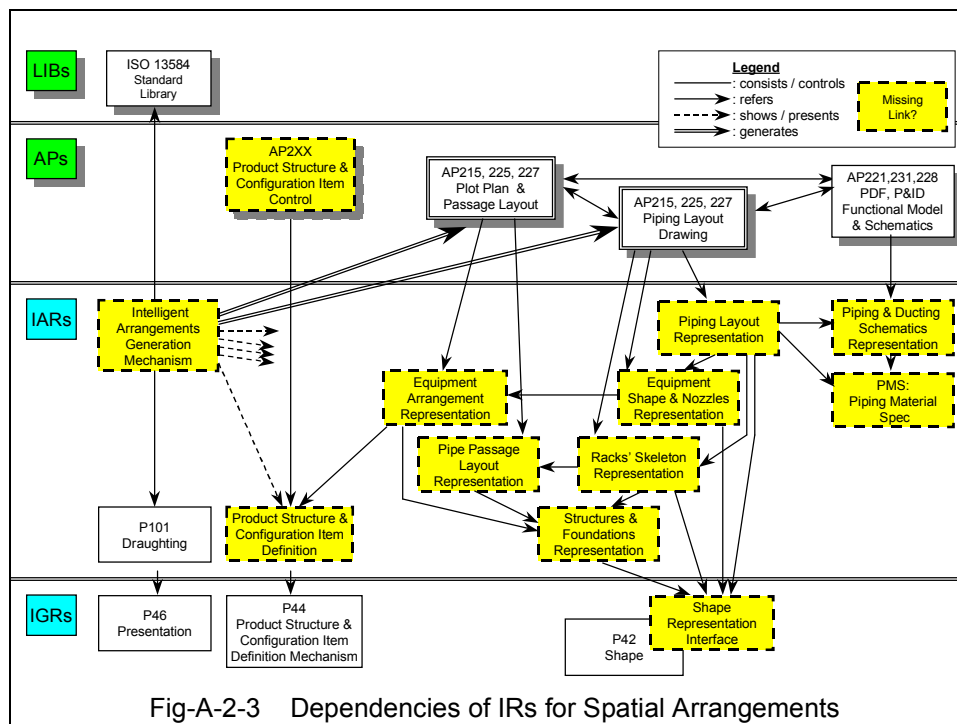 LIBs
ISO 13584
Standard
Library
Legend
: consists / controls
: refers
: shows / presents
: generates
Missing
Link?
APs
AP2XX
Product Structure &
Configuration Item
Control
AP215, 225, 227
Plot Plan &
Passage Layout
AP215, 225, 227
Piping Layout
Drawing
AP221,231,228
PDF, P&ID
Functional Model
& Schematics
IARs
Intelligent
Arrangements
Generation
Mechanism
Piping Layout
Representation
Piping & Ducting
Schematics
Representation
Equipment
Arrangement
Representation
Equipment
Shape & Nozzles
Representation
PMS:
Piping Material
Spec
Pipe Passage
Layout
Representation
Racks' Skeleton
Representation
P101
Draughting
Product Structure &
Configuration Item
Definition
Structures &
Foundations
Representation
IGRs
P46
Presentation
P44
Product Structure &
Configuration Item
Definition Mechanism
P42
Shape
Shape
Representation
Interface
Fig-A-2-3 Dependencies of IRs for Spatial Arrangements